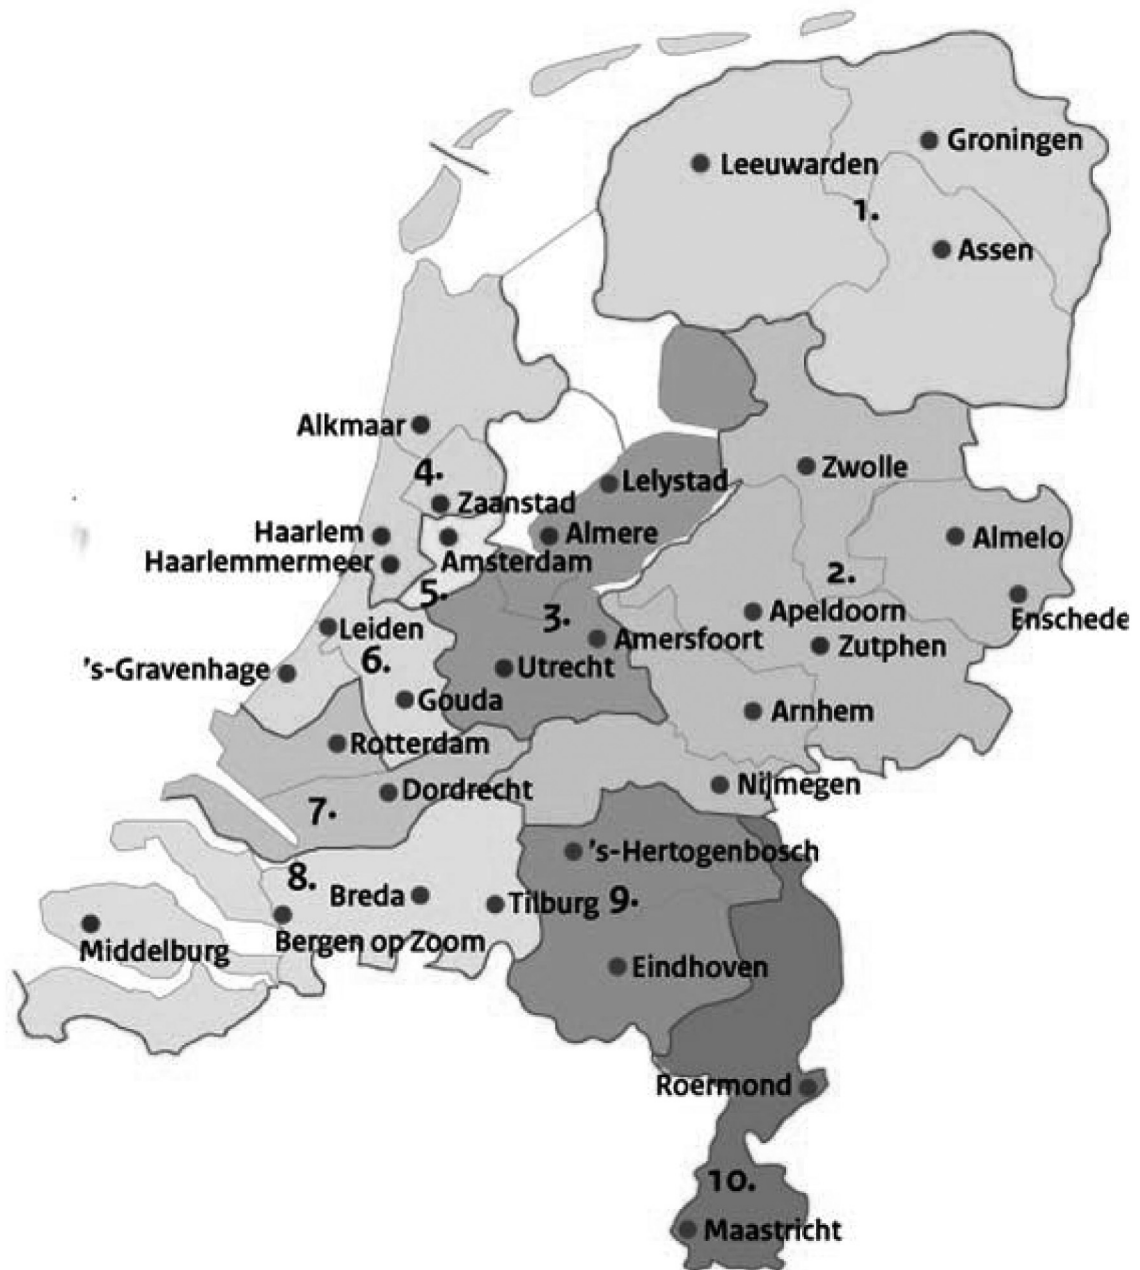 Groningen
Leeuwarden
1.
Assen
Alkmaar
4.
Zwolle
Lelystad
Zaanstad
Haarlem
Almere
Almelo
Haarlemmermeer
Amsterdam
2.
5.
Enschede
3.
Apeldoorn
Leiden
Amersfoort
Zutphen
6.
's-Gravenhage
Utrecht
Gouda
Arnhem
Rotterdam
Nijmegen
Dordrecht
7.
's-Hertogenbosch
8.
Breda
Tilburg
9.
Middelburg
Bergen op Zoom
Eindhoven
Roermond
10.
Maastricht